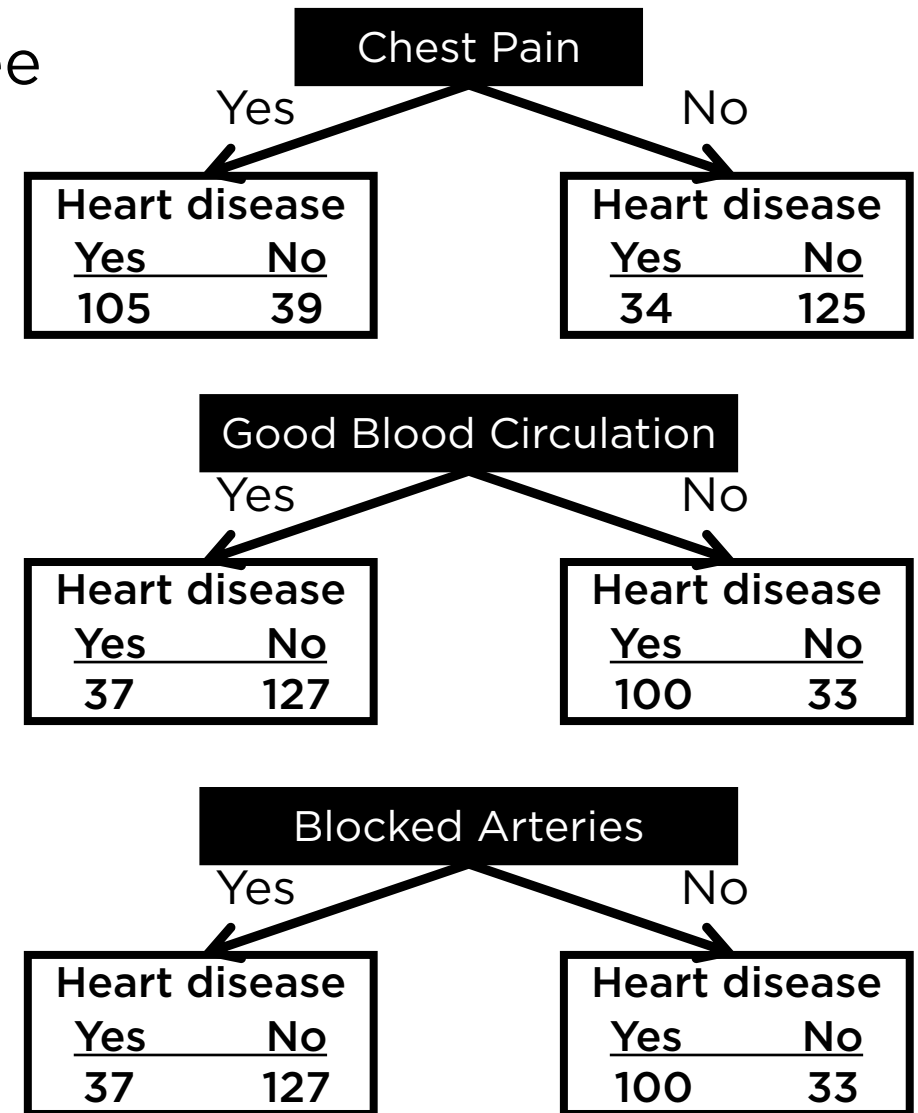 ee
Chest Pain
Yes No
Heart disease Heart disease
Yes No Yes No
105 39 34 125
Good Blood Circulation
Yes No
Heart disease Heart disease
Yes No Yes No
37 127 100 33
Blocked Arteries
Yes No
Heart disease Heart disease
Yes No Yes No
37 127 100 33